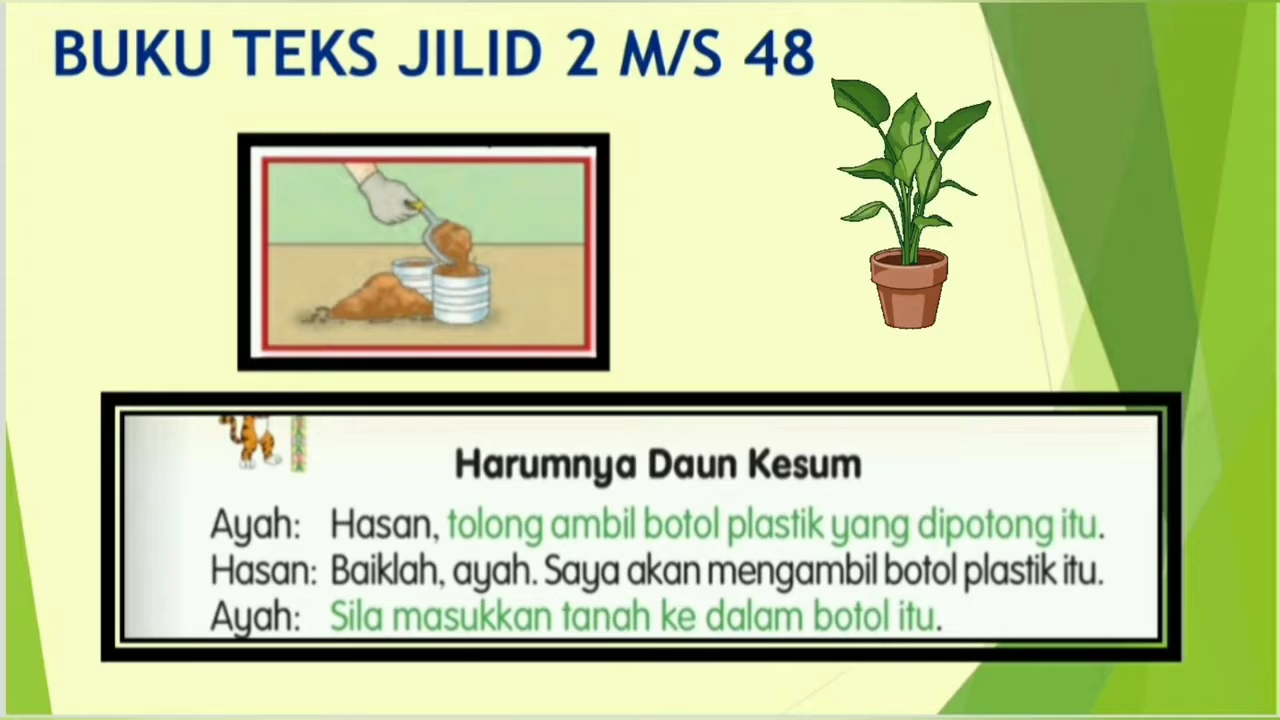 BUKU TEKS JILID 2 M/S 48
Harumnya Daun Kesum
Ayah: Hasan, tolong ambil botol plastik yang dipotong itu.
Hasan: Baiklah, ayah. Saya akan mengambil botol plastik itu.
Ayah: Sila masukkan tanah ke dalam botol itu.